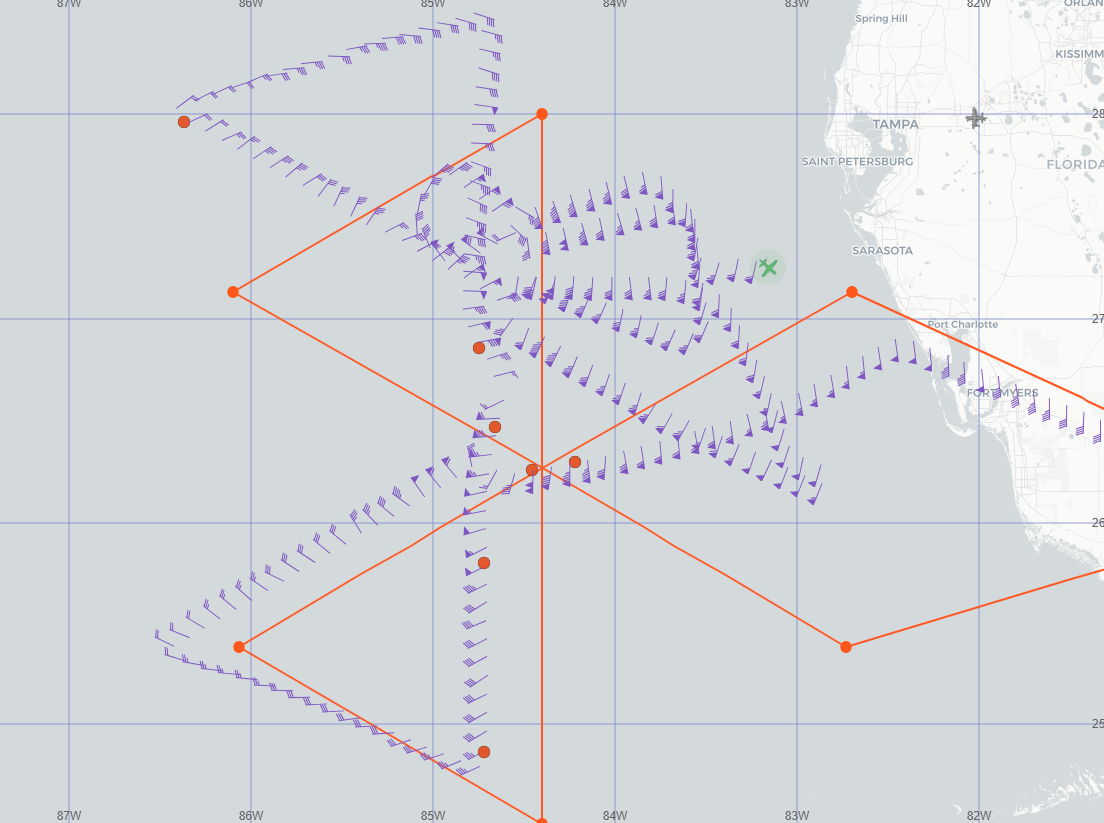 87W 86W 85W 84W 83W 82W
ORLAN
Spring Hill
KISSIMM
28
TAMPA
SAINT PETERSBURG
FLORIDA
SARASOTA
27
Port Charlotte
FORT MYERS
26
25
87W 86W 85W 84W 83W 82W